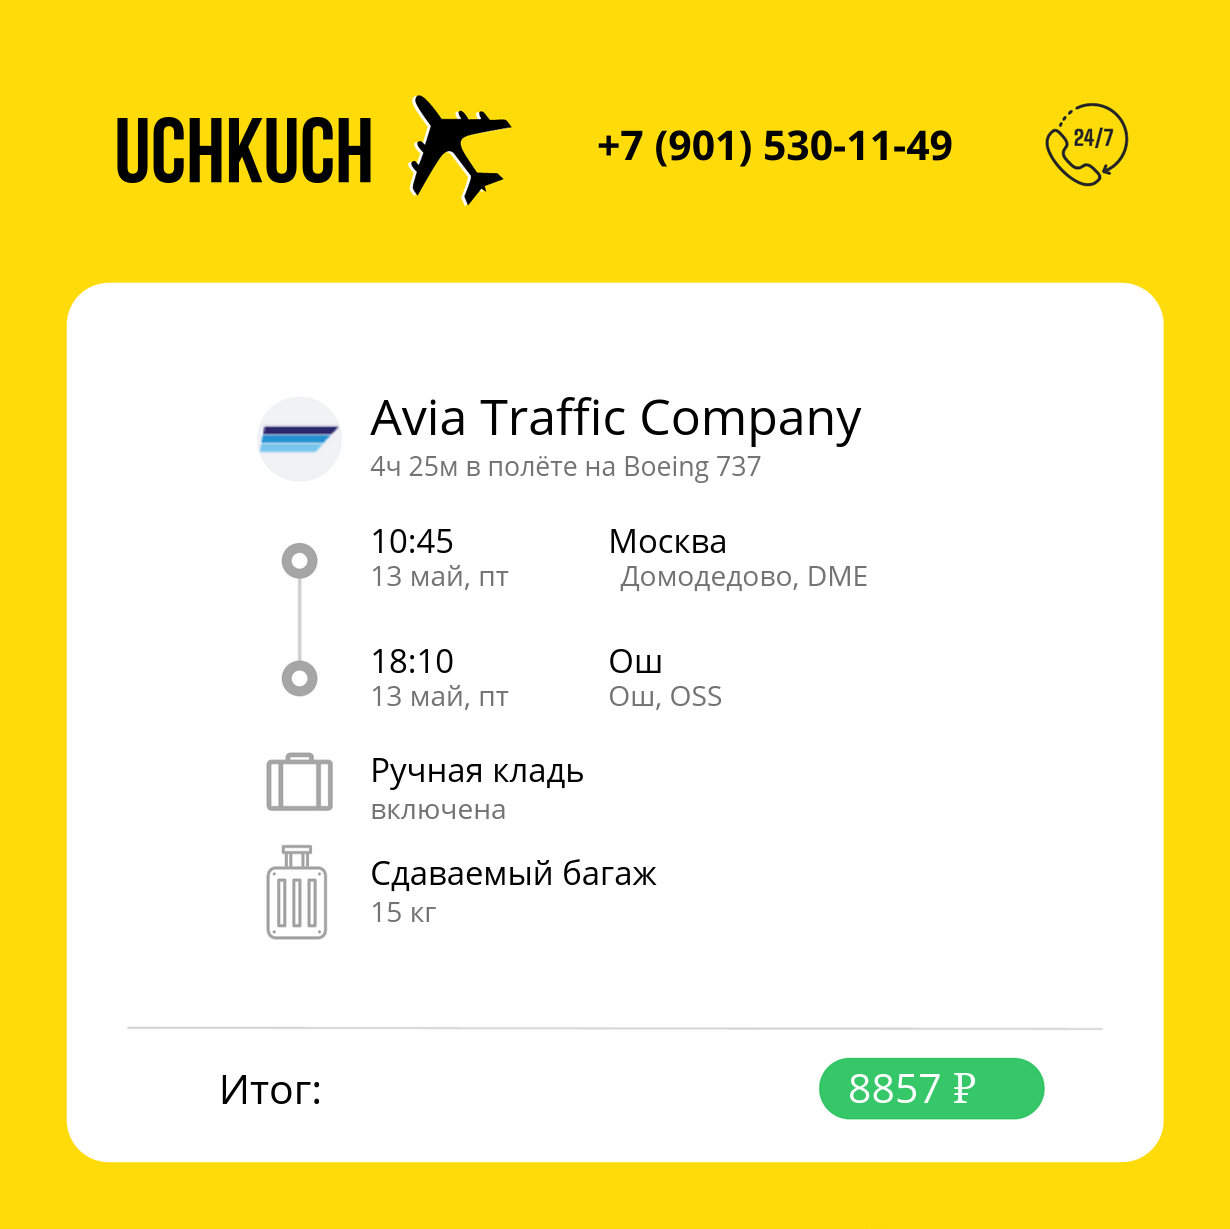 UCHKUCH
+7 (901) 530-11-49
24/7
Avia Traffic Company
4ч 25м в полёте на Boeing 737
10:45 Москва
13 май, пт Домодедово, DME
18:10 Ош
13 май, пт Ош, OSS
Ручная кладь
включена
Сдаваемый багаж
15 кг
Итог: 8857 ₽